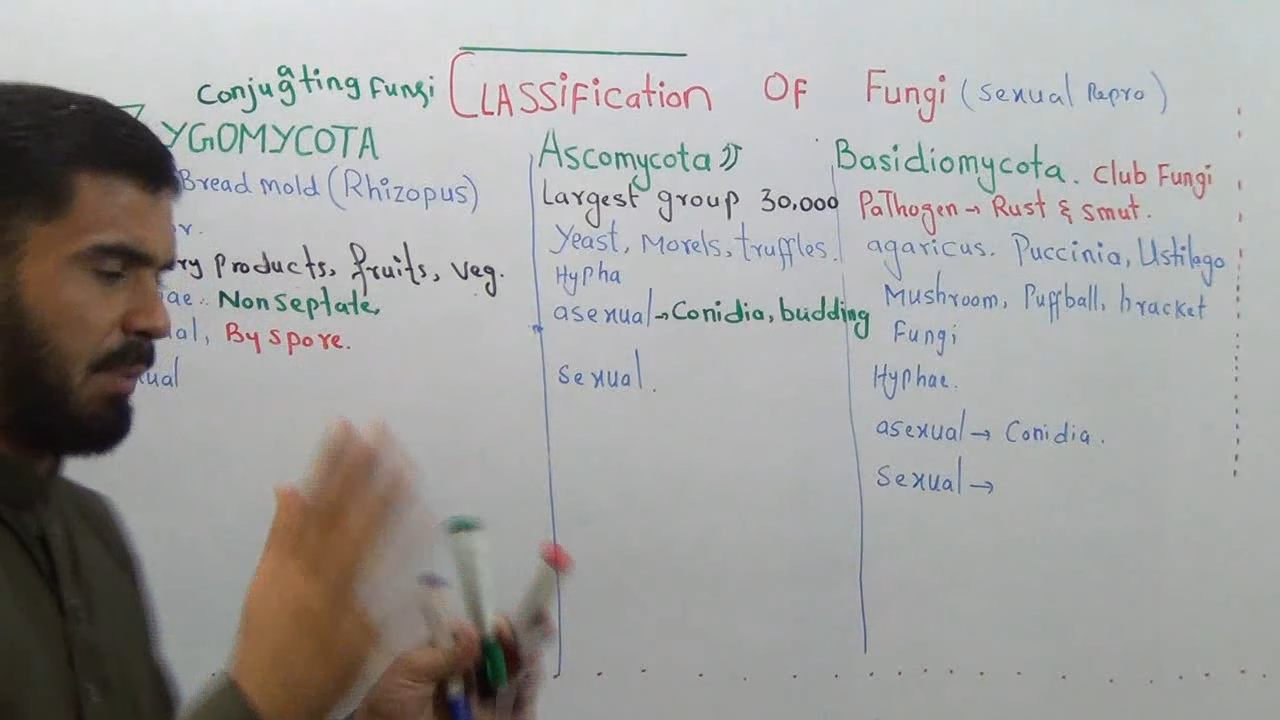 Conjugating Fungi
CLASSIFICATION OF Fungi (Sexual Repro)
YGOMYCOTA
Bread mold (Rhizopus)
Products, fruits, veg.
Nonseptate,
By spore.
Ascomycota
Largest group 30,000
Yeast, Morels, truffles.
Hypha
asexual → Conidia, budding
Sexual.
Basidiomycota. Club Fungi
Pathogen → Rust & Smut.
agaricus. Puccinia, Ustilago
Mushroom, Puffball, bracket
Fungi
Hyphae.
asexual → Conidia.
Sexual →